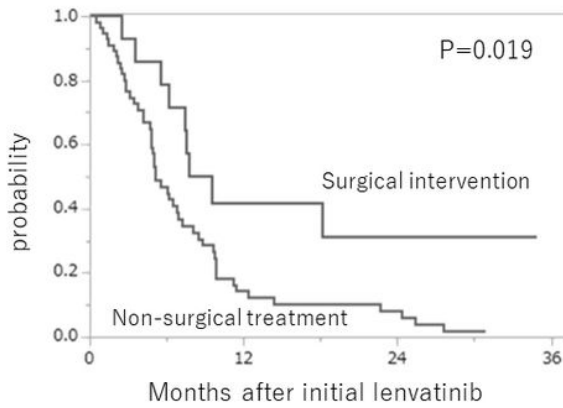 1.0
P=0.019
0.8
0.6
Surgical intervention
0.4
0.2
Non-surgical treatment
0.0
0 12 24 36
probability
Months after initial lenvatinib